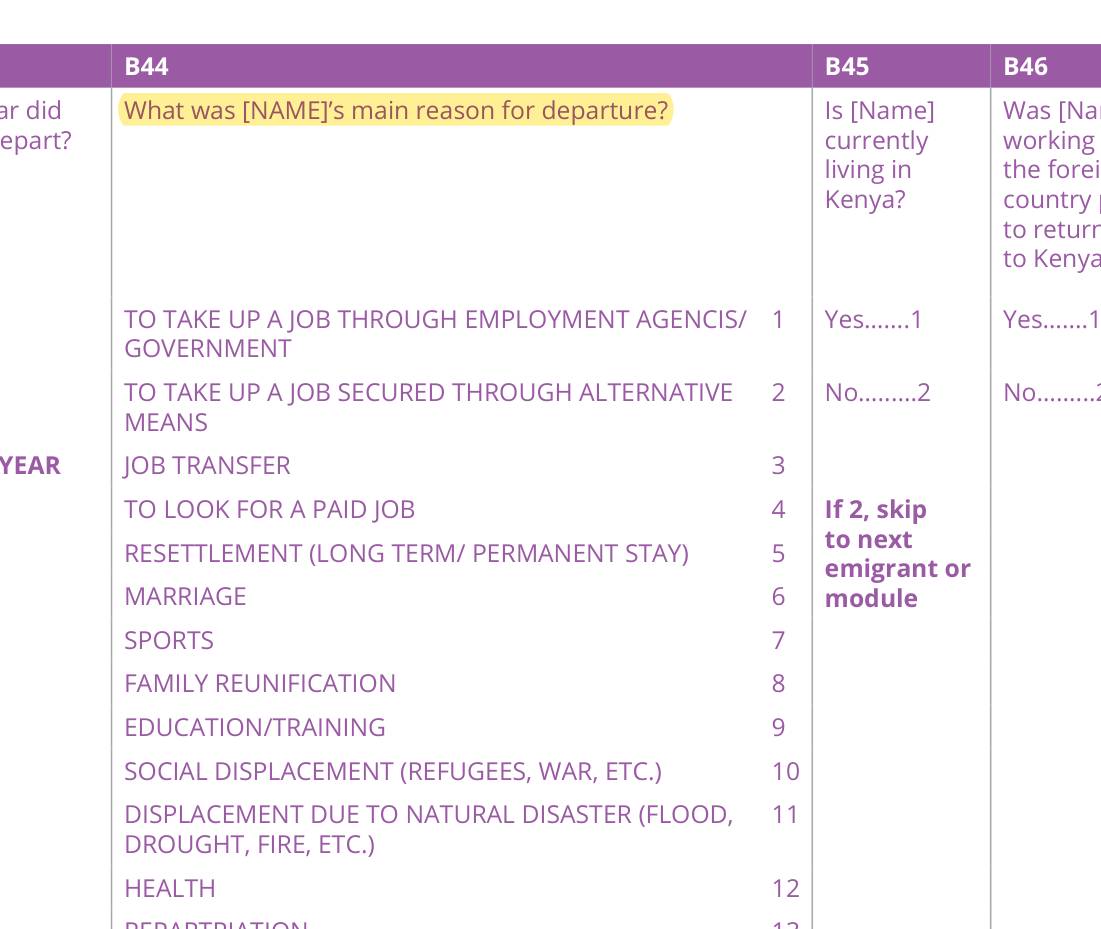 B44
B45
B46
ar did
epart?
What was [NAME]’s main reason for departure?
Is [Name]
currently
living in
Kenya?
Was [Na
working
the forei
country
to return
to Kenya
TO TAKE UP A JOB THROUGH EMPLOYMENT AGENCIS/ 1
GOVERNMENT
Yes.......1
Yes.......1
TO TAKE UP A JOB SECURED THROUGH ALTERNATIVE 2
MEANS
No.........2
No.........2
YEAR
JOB TRANSFER 3
TO LOOK FOR A PAID JOB 4
If 2, skip
to next
emigrant or
module
RESETTLEMENT (LONG TERM/ PERMANENT STAY) 5
MARRIAGE 6
SPORTS 7
FAMILY REUNIFICATION 8
EDUCATION/TRAINING 9
SOCIAL DISPLACEMENT (REFUGEES, WAR, ETC.) 10
DISPLACEMENT DUE TO NATURAL DISASTER (FLOOD, 11
DROUGHT, FIRE, ETC.)
HEALTH 12
REPARTRIATION 13